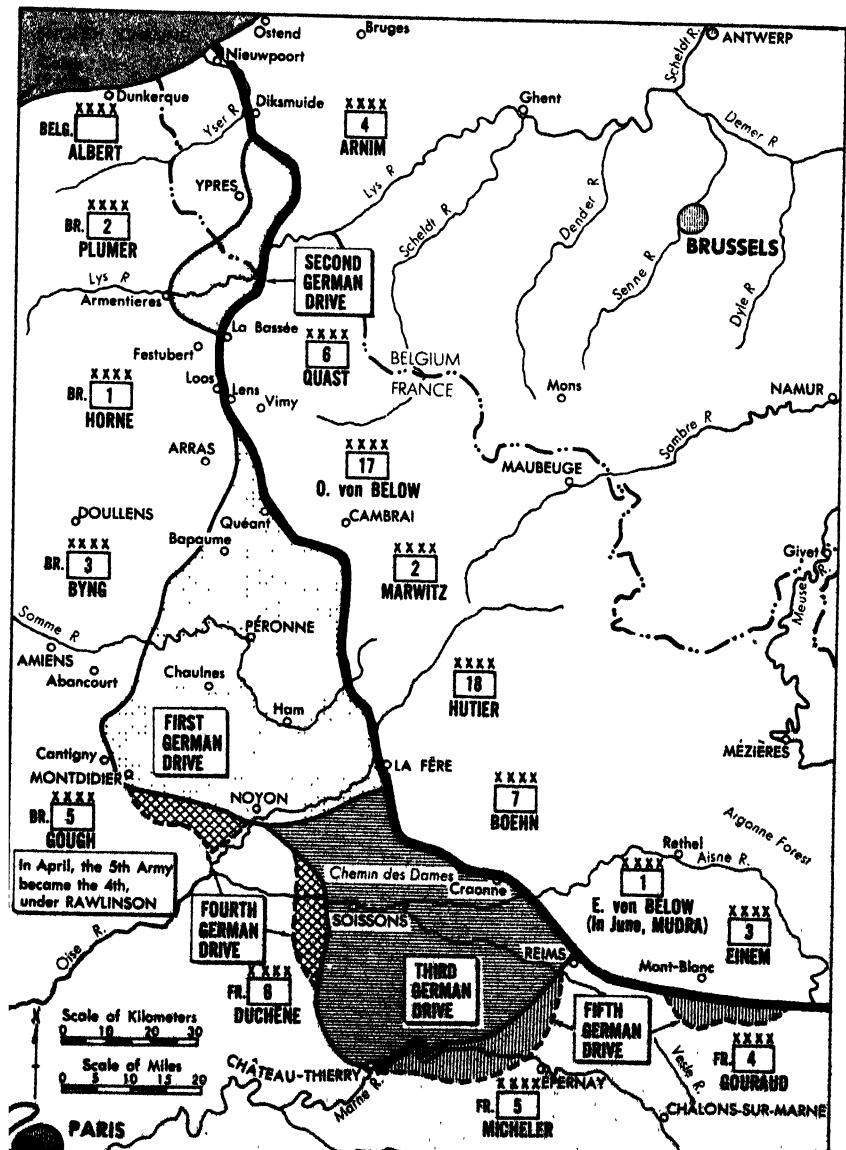 Ostend
Bruges
Nieuwpoort
Scheldt R.
ANTWERP
Dunkerque
Diksmuide
Ghent
XXXX
BELG.
ALBERT
Yser R
XXXX
4
ARNIM
Demer R
YPRES
Lys R
Scheldt R
Dender R
XXXX
BR. 2
PLUMER
BRUSSELS
Senne R
Dyle R
SECOND
GERMAN
DRIVE
Lys R
Armentieres
La Bassée
Festubert
XXXX
6
QUAST
BELGIUM
FRANCE
Loos
Lens
Vimy
XXXX
BR. 1
HORNE
Mons
NAMUR
Sambre R
ARRAS
XXXX
17
O. von BELOW
MAUBEUGE
DOULLENS
Quéant
CAMBRAI
Bapaume
XXXX
BR. 3
BYNG
XXXX
2
MARWITZ
Givet
Meuse R.
Somme R
AMIENS
Abancourt
PÉRONNE
Chaulnes
Ham
XXXX
18
HUTIER
FIRST
GERMAN
DRIVE
MÉZIÈRES
Cantigny
MONTDIDIER
LA FÊRE
NOYON
XXXX
7
BOEHN
XXXX
BR. 5
GOUGH
In April, the 5th Army
became the 4th,
under RAWLINSON
Argonne Forest
Rethel
Aisne R.
Chemin des Dames
Craonne
XXXX
1
E. von BELOW
(In June, MUDRA)
XXXX
3
EINEM
FOURTH
GERMAN
DRIVE
SOISSONS
Oise R.
REIMS
Mont-Blanc
THIRD
GERMAN
DRIVE
XXXX
FR. 6
DUCHENE
FIFTH
GERMAN
DRIVE
Scale of Kilometers
0 10 20 30
Scale of Miles
0 5 10 15 20
CHÂTEAU-THIERRY
Marne R.
Vesle R.
XXXX
FR. 4
GOURAUD
XXXX
FR. 5
MICHELER
ÉPERNAY
CHÂLONS-SUR-MARNE
PARIS